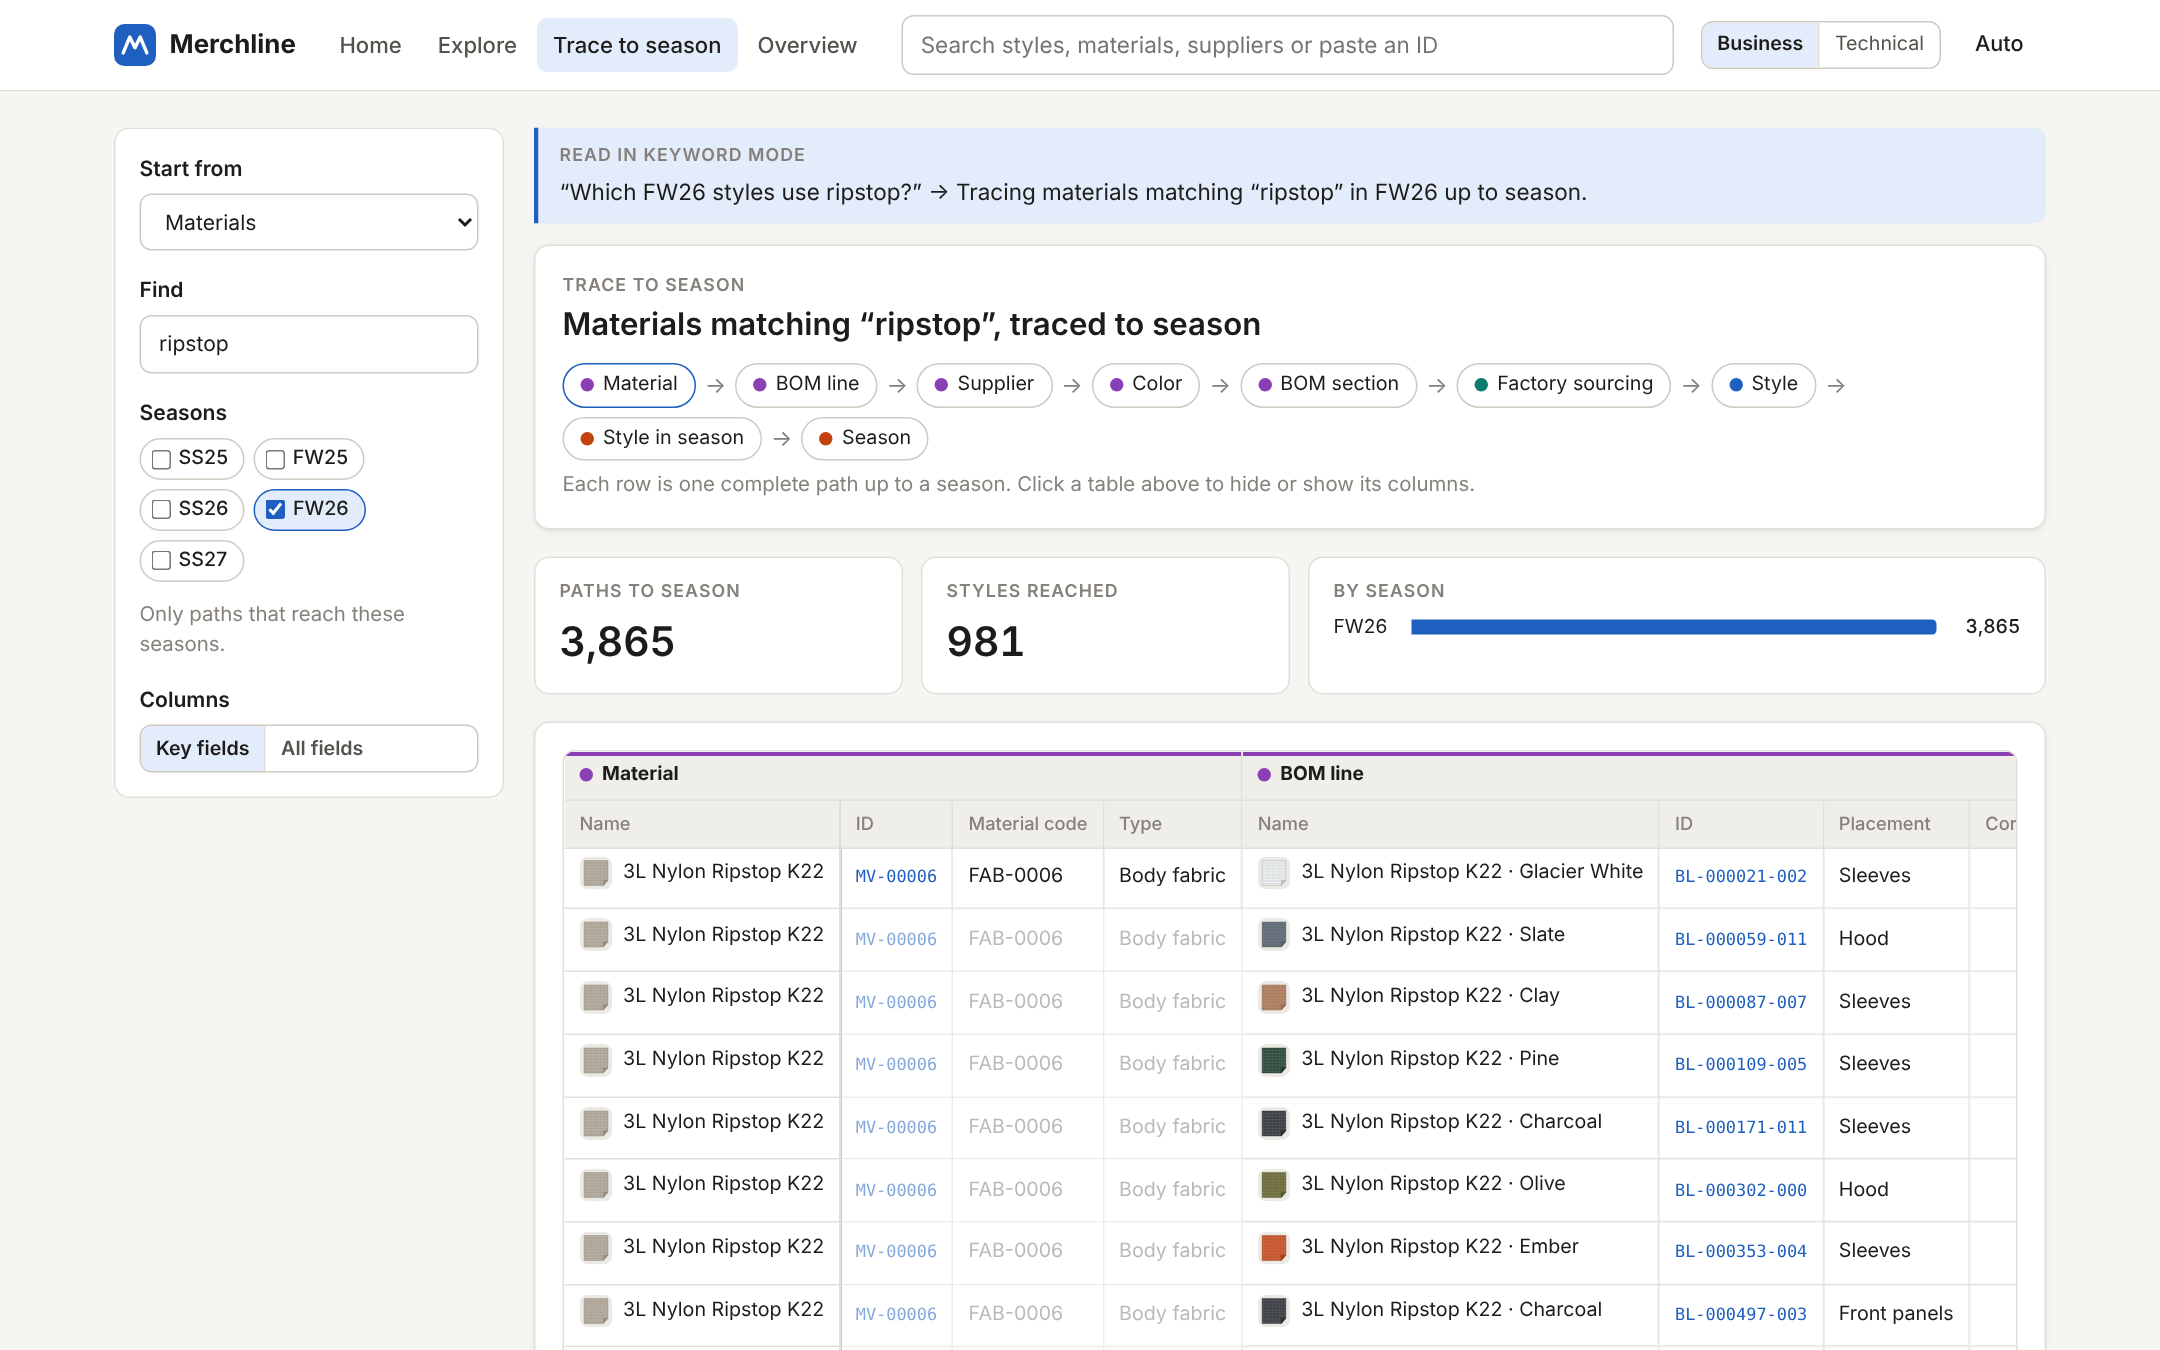 Merchline
Home
Explore
Trace to season
Overview
Search styles, materials, suppliers or paste an ID
Business
Technical
Auto
Start from
Materials
Find
ripstop
Seasons
SS25
FW25
SS26
FW26
SS27
Only paths that reach these
seasons.
Columns
Key fields
All fields
READ IN KEYWORD MODE
“Which FW26 styles use ripstop?” → Tracing materials matching “ripstop” in FW26 up to season.
TRACE TO SEASON
Materials matching “ripstop”, traced to season
Material → BOM line → Supplier → Color → BOM section → Factory sourcing → Style →
Style in season → Season
Each row is one complete path up to a season. Click a table above to hide or show its columns.
PATHS TO SEASON
3,865
STYLES REACHED
981
BY SEASON
FW26 3,865
Material BOM line
Name ID Material code Type Name ID Placement Cor
3L Nylon Ripstop K22 MV-00006 FAB-0006 Body fabric 3L Nylon Ripstop K22 · Glacier White BL-000021-002 Sleeves
3L Nylon Ripstop K22 MV-00006 FAB-0006 Body fabric 3L Nylon Ripstop K22 · Slate BL-000059-011 Hood
3L Nylon Ripstop K22 MV-00006 FAB-0006 Body fabric 3L Nylon Ripstop K22 · Clay BL-000087-007 Sleeves
3L Nylon Ripstop K22 MV-00006 FAB-0006 Body fabric 3L Nylon Ripstop K22 · Pine BL-000109-005 Sleeves
3L Nylon Ripstop K22 MV-00006 FAB-0006 Body fabric 3L Nylon Ripstop K22 · Charcoal BL-000171-011 Sleeves
3L Nylon Ripstop K22 MV-00006 FAB-0006 Body fabric 3L Nylon Ripstop K22 · Olive BL-000302-000 Hood
3L Nylon Ripstop K22 MV-00006 FAB-0006 Body fabric 3L Nylon Ripstop K22 · Ember BL-000353-004 Sleeves
3L Nylon Ripstop K22 MV-00006 FAB-0006 Body fabric 3L Nylon Ripstop K22 · Charcoal BL-000497-003 Front panels